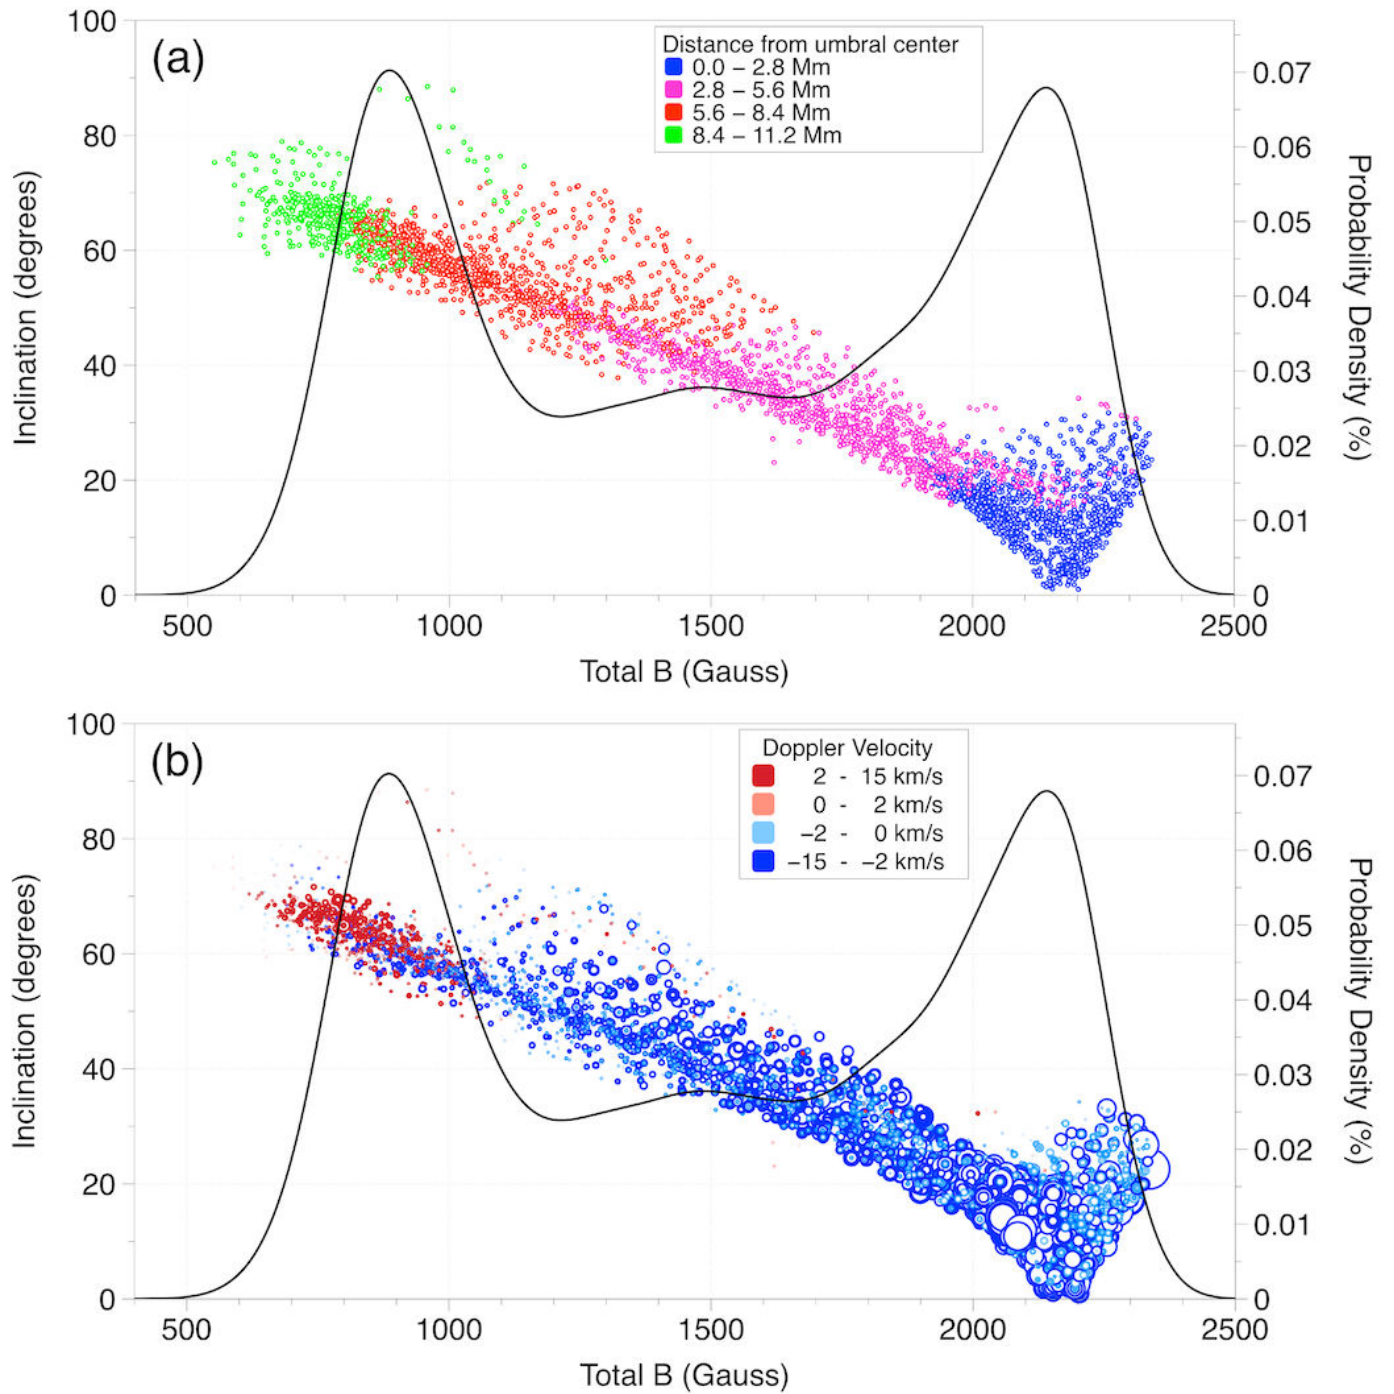 (a)
Distance from umbral center
0.0 – 2.8 Mm
2.8 – 5.6 Mm
5.6 – 8.4 Mm
8.4 – 11.2 Mm
Inclination (degrees)
100
80
60
40
20
0
Probability Density (%)
0.07
0.06
0.05
0.04
0.03
0.02
0.01
0
500 1000 1500 2000 2500
Total B (Gauss)
(b)
Doppler Velocity
2 - 15 km/s
0 - 2 km/s
−2 - 0 km/s
−15 - −2 km/s
Inclination (degrees)
100
80
60
40
20
0
Probability Density (%)
0.07
0.06
0.05
0.04
0.03
0.02
0.01
0
500 1000 1500 2000 2500
Total B (Gauss)